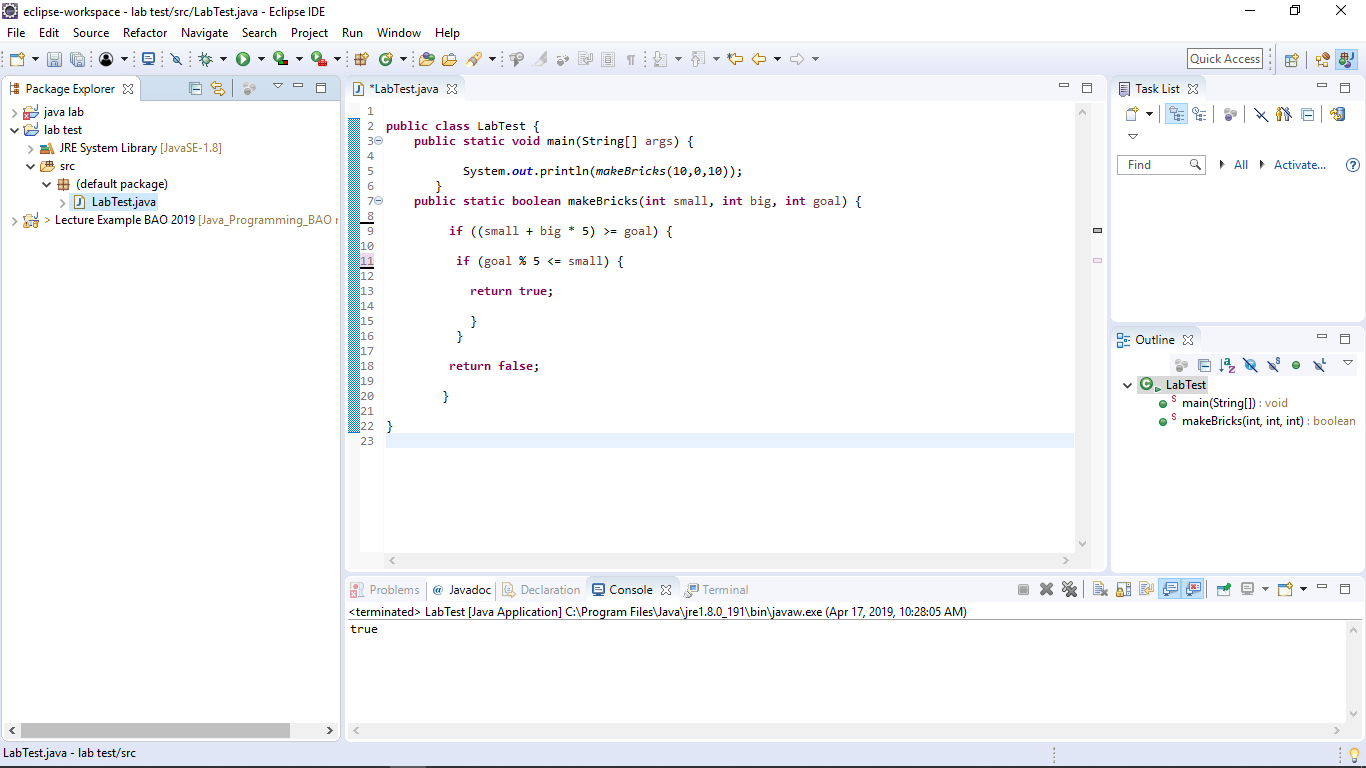 eclipse-workspace - lab test/src/LabTest.java - Eclipse IDE
File Edit Source Refactor Navigate Search Project Run Window Help
Quick Access
Package Explorer
java lab
lab test
JRE System Library [JavaSE-1.8]
src
(default package)
LabTest.java
> Lecture Example BAO 2019 [Java_Programming_BAO
*LabTest.java
1
2 public class LabTest {
3 public static void main(String[] args) {
4
5 System.out.println(makeBricks(10,0,10));
6 }
7 public static boolean makeBricks(int small, int big, int goal) {
8
9 if ((small + big * 5) >= goal) {
10
11 if (goal % 5 <= small) {
12
13 return true;
14
15 }
16 }
17
18 return false;
19
20 }
21
22 }
23
Task List
Find All Activate...
Outline
LabTest
main(String[]) : void
makeBricks(int, int, int) : boolean
Problems @ Javadoc Declaration Console Terminal
<terminated> LabTest [Java Application] C:\Program Files\Java\jre1.8.0_191\bin\javaw.exe (Apr 17, 2019, 10:28:05 AM)
true
LabTest.java - lab test/src